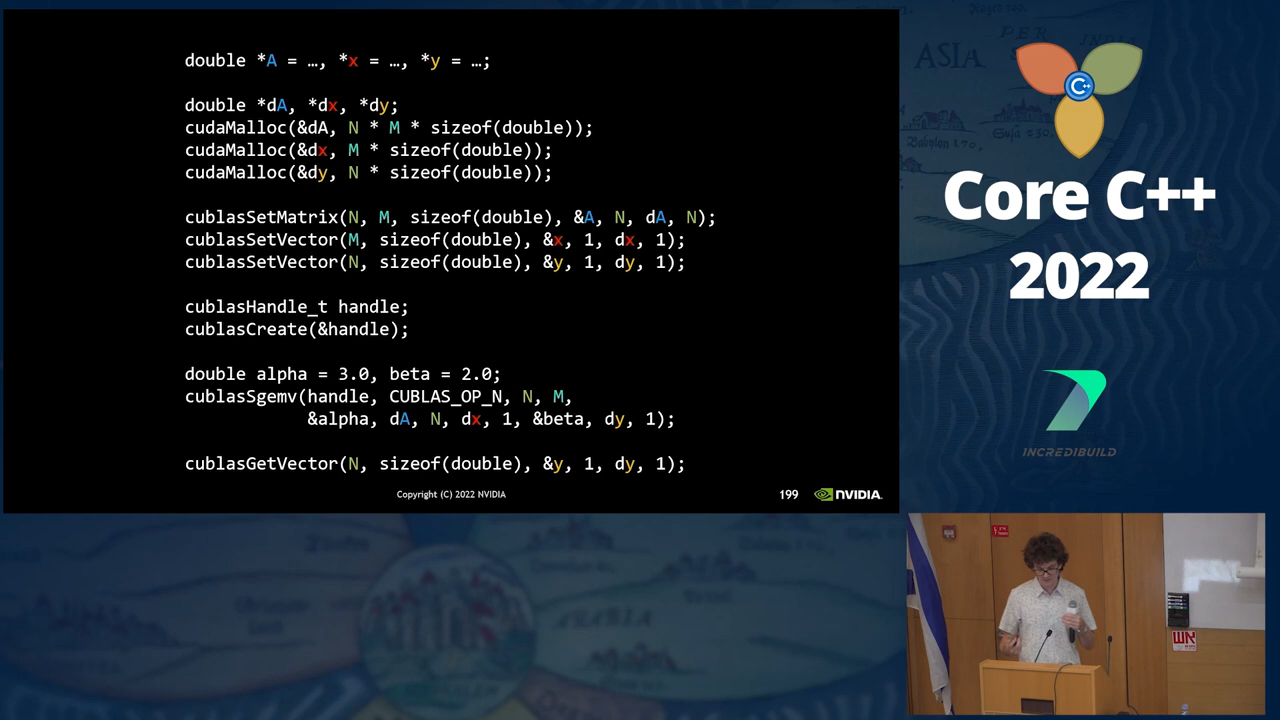 double *A = …, *x = …, *y = …;
double *dA, *dx, *dy;
cudaMalloc(&dA, N * M * sizeof(double));
cudaMalloc(&dx, M * sizeof(double));
cudaMalloc(&dy, N * sizeof(double));
cublasSetMatrix(N, M, sizeof(double), &A, N, dA, N);
cublasSetVector(M, sizeof(double), &x, 1, dx, 1);
cublasSetVector(N, sizeof(double), &y, 1, dy, 1);
cublasHandle_t handle;
cublasCreate(&handle);
double alpha = 3.0, beta = 2.0;
cublasSgemv(handle, CUBLAS_OP_N, N, M,
&alpha, dA, N, dx, 1, &beta, dy, 1);
cublasGetVector(N, sizeof(double), &y, 1, dy, 1);
Copyright (C) 2022 NVIDIA
199
NVIDIA.
ASIA
C++
Core C++
2022
INCREDIBUILD
אש